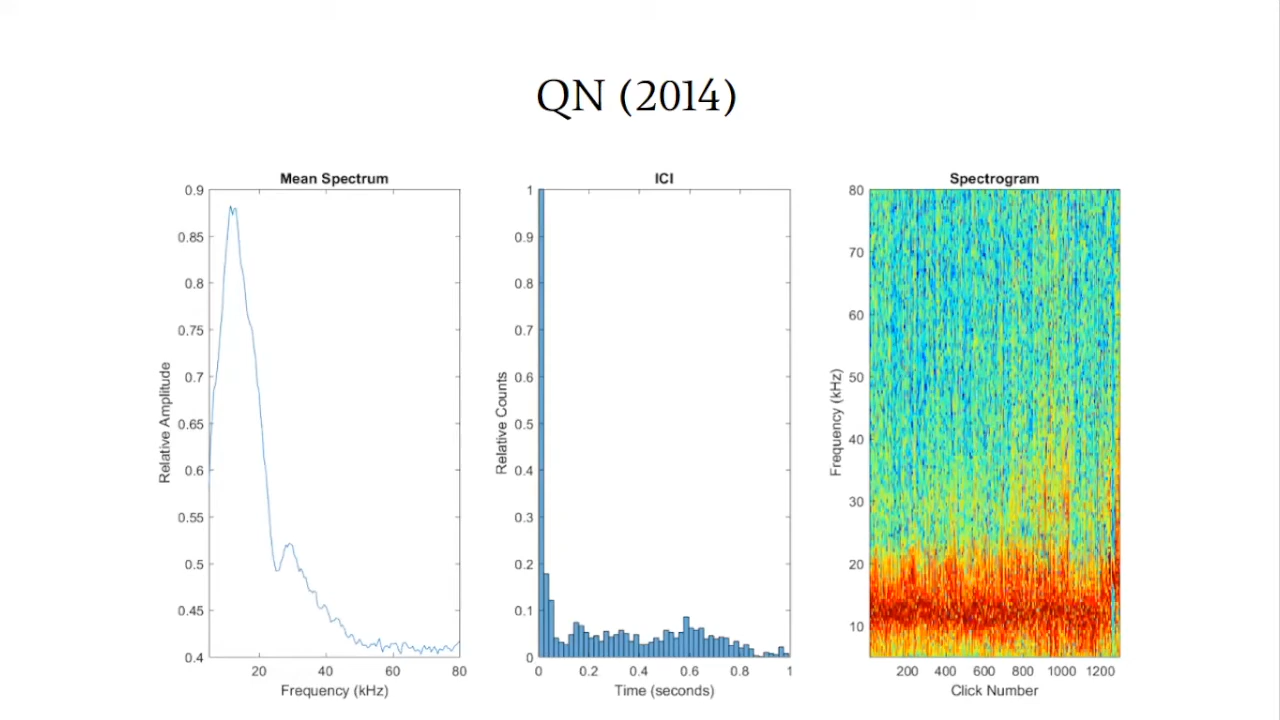 QN (2014)
Mean Spectrum
0.9
0.85
0.8
0.75
0.7
0.65
0.6
0.55
0.5
0.45
0.4
Relative Amplitude
20 40 60 80
Frequency (kHz)
ICI
1
0.9
0.8
0.7
0.6
0.5
0.4
0.3
0.2
0.1
0
Relative Counts
0 0.2 0.4 0.6 0.8 1
Time (seconds)
Spectrogram
80
70
60
50
40
30
20
10
Frequency (kHz)
200 400 600 800 1000 1200
Click Number